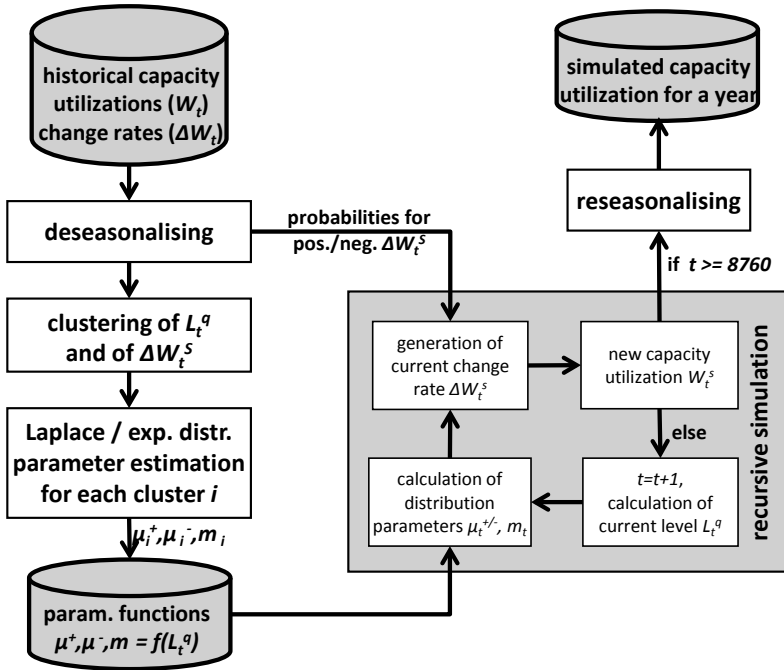 historical capacity
utilizations (Wt)
change rates (ΔWt)
deseasonalising
clustering of Ltq
and of ΔWtS
Laplace / exp. distr.
parameter estimation
for each cluster i
μi+,μi-,mi
param. functions
μ+,μ-,m = f(Ltq)
probabilities for
pos./neg. ΔWtS
simulated capacity
utilization for a year
reseasonalising
if t >= 8760
generation of
current change
rate ΔWts
new capacity
utilization Wts
else
t=t+1,
calculation of
current level Ltq
calculation of
distribution
parameters μt+/-, mt
recursive simulation